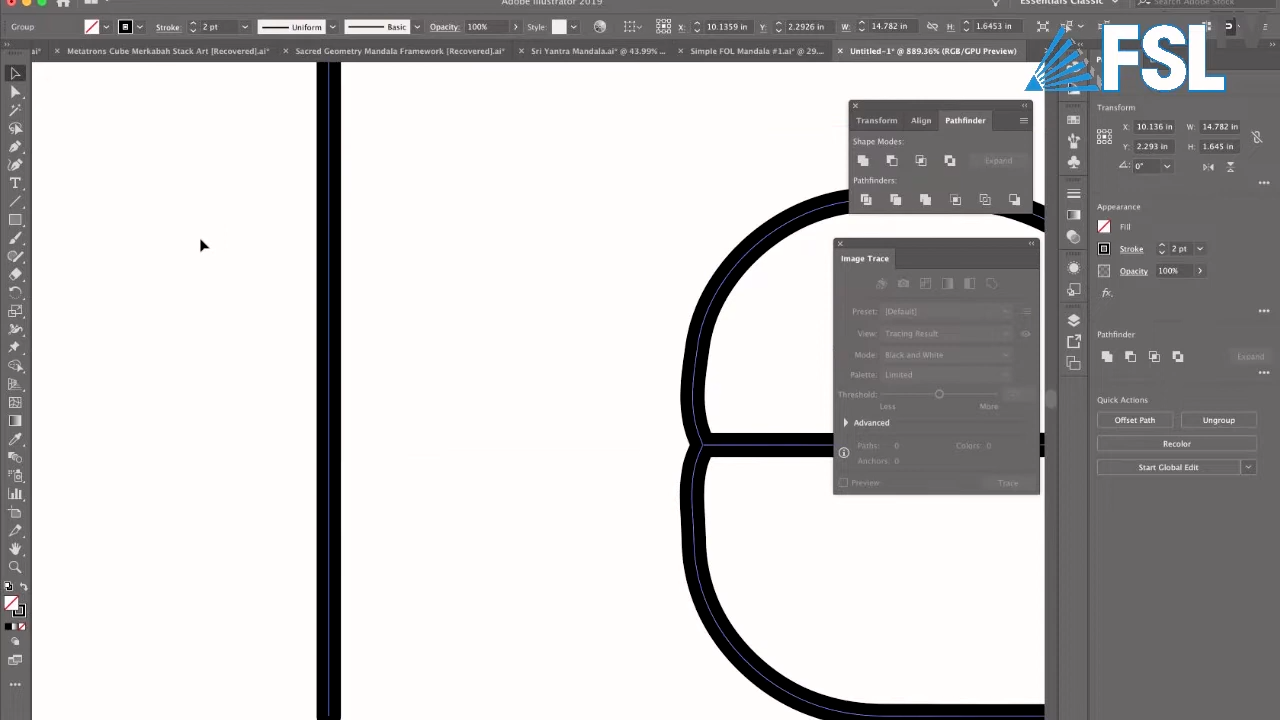 Adobe Illustrator 2019
Essentials Classic
Adobe Stock
Group
Stroke: 2 pt
Uniform
Basic
Opacity: 100%
Style
X: 10.1359 in
Y: 2.2926 in
W: 14.782 in
H: 1.6453 in
ai*
× Metatrons Cube Merkabah Stack Art [Recovered].ai*
× Sacred Geometry Mandala Framework [Recovered].ai*
× Sri Yantra Mandala.ai* @ 43.99% ...
× Simple FOL Mandala #1.ai* @ 29....
× Untitled-1* @ 889.36% (RGB/GPU Preview)
FSL
Transform
Align
Pathfinder
Shape Modes:
Expand
Pathfinders:
Image Trace
Preset: [Default]
View: Tracing Result
Mode: Black and White
Palette: Limited
Threshold:
Less
More
Advanced
Paths: 0
Colors: 0
Anchors: 0
Preview
Trace
Transform
X: 10.136 in
W: 14.782 in
Y: 2.293 in
H: 1.645 in
0°
Appearance
Fill
Stroke
2 pt
Opacity
100%
fx.
Pathfinder
Expand
Quick Actions
Offset Path
Ungroup
Recolor
Start Global Edit